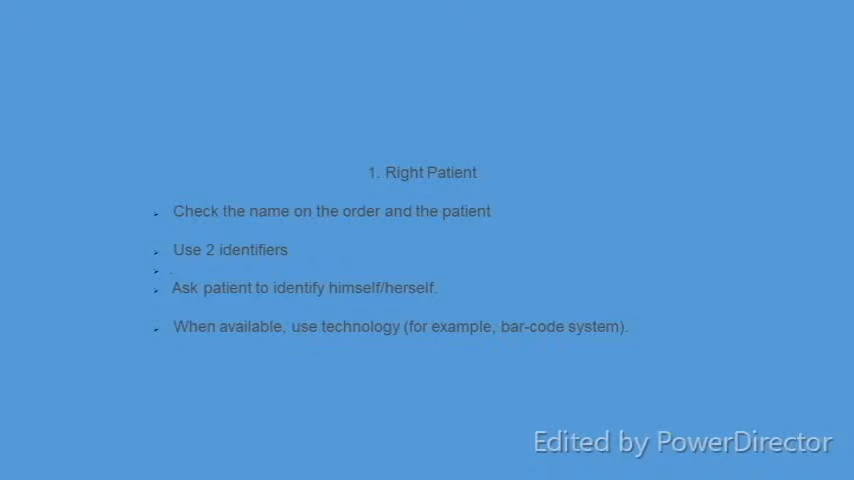 1. Right Patient
➢ Check the name on the order and the patient
➢ Use 2 identifiers
➢ .
➢ Ask patient to identify himself/herself.
➢ When available, use technology (for example, bar-code system).
Edited by PowerDirector